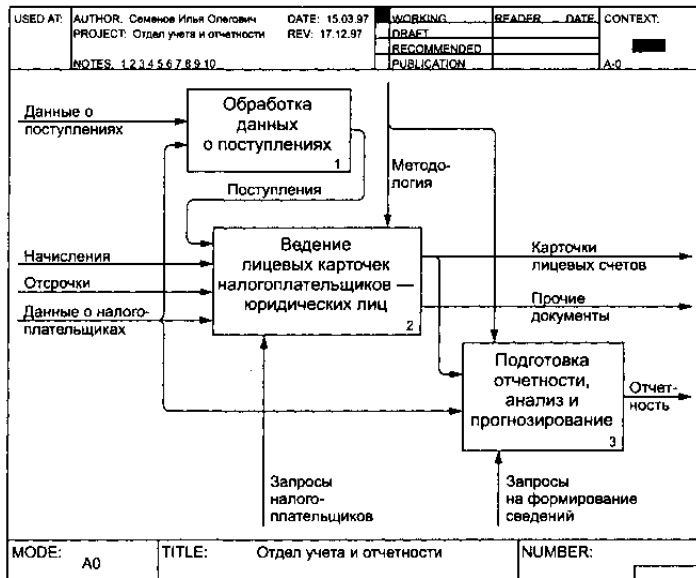 USED AT:
AUTHOR. Семенов Илья Олегович
DATE: 15.03.97
PROJECT: Отдел учета и отчетности
REV: 17.12.97
NOTES. 1 2 3 4 5 6 7 8 9 10
WORKING
READER
DATE
DRAFT
RECOMMENDED
PUBLICATION
CONTEXT:
A-0
Данные о
поступлениях
Обработка
данных
о поступлениях
1
Методо-
логия
Поступления
Начисления
Отсрочки
Данные о налого-
плательщиках
Ведение
лицевых карточек
налогоплательщиков —
юридических лиц
2
Карточки
лицевых счетов
Прочие
документы
Подготовка
отчетности,
анализ и
прогнозирование
3
Отчет-
ность
Запросы
налого-
плательщиков
Запросы
на формирование
сведений
MODE:
A0
TITLE:
Отдел учета и отчетности
NUMBER: